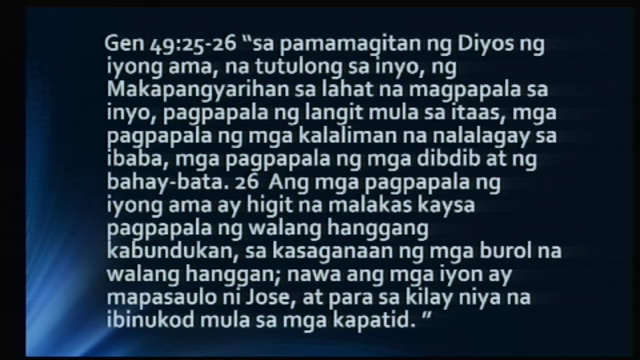 Gen 49:25-26 “sa pamamagitan ng Diyos ng
iyong ama, na tutulong sa inyo, ng
Makapangyarihan sa lahat na magpapala sa
inyo, pagpapala ng langit mula sa itaas, mga
pagpapala ng mga kalaliman na nalalagay sa
ibaba, mga pagpapala ng mga dibdib at ng
bahay-bata. 26 Ang mga pagpapala ng
iyong ama ay higit na malakas kaysa
pagpapala ng walang hanggang
kabundukan, sa kasaganaan ng mga burol na
walang hanggan; nawa ang mga iyon ay
mapasaulo ni Jose, at para sa kilay niya na
ibinukod mula sa mga kapatid. ”